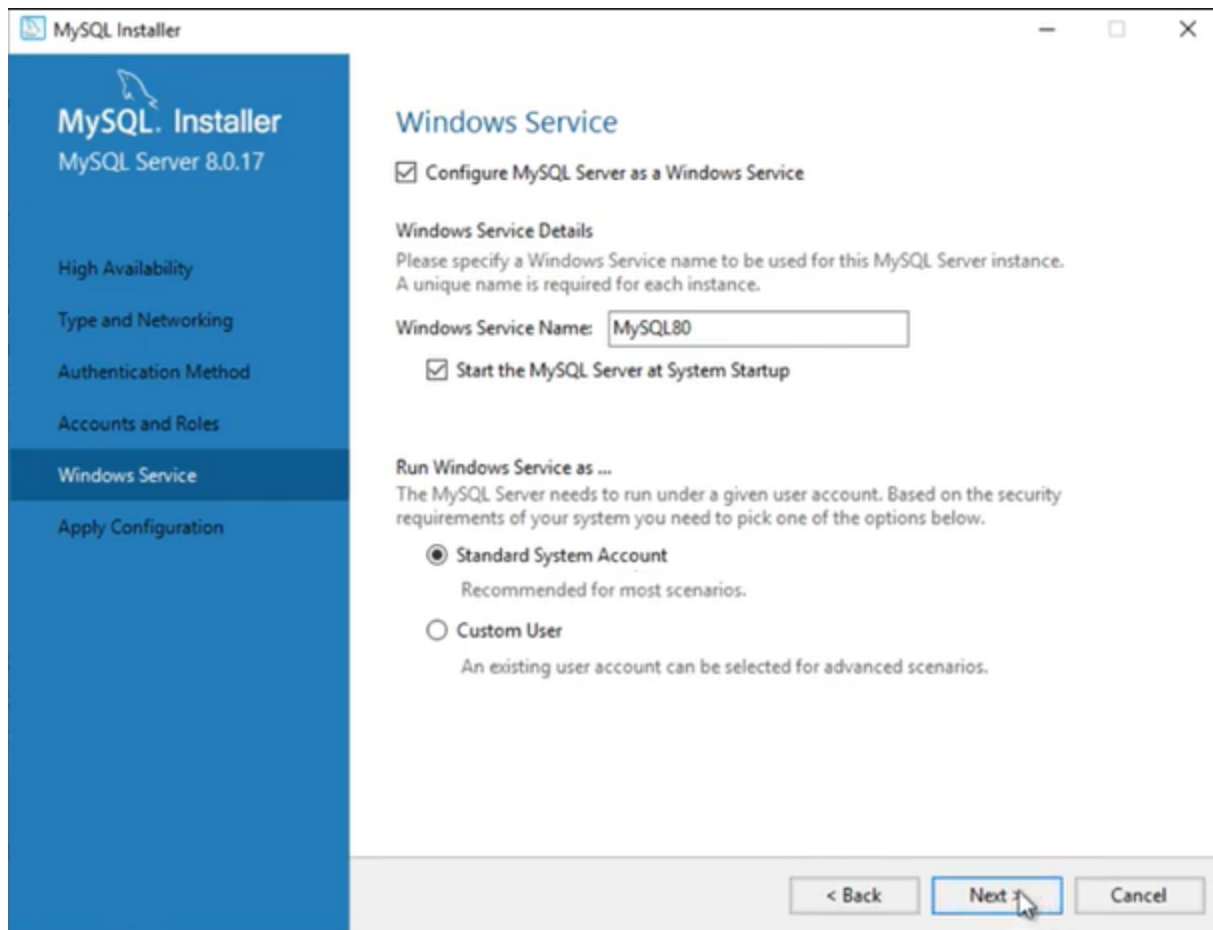 MySQL Installer
MySQL. Installer
MySQL Server 8.0.17
High Availability
Type and Networking
Authentication Method
Accounts and Roles
Windows Service
Apply Configuration
Windows Service
Configure MySQL Server as a Windows Service
Windows Service Details
Please specify a Windows Service name to be used for this MySQL Server instance.
A unique name is required for each instance.
Windows Service Name: MySQL80
Start the MySQL Server at System Startup
Run Windows Service as ...
The MySQL Server needs to run under a given user account. Based on the security
requirements of your system you need to pick one of the options below.
Standard System Account
Recommended for most scenarios.
Custom User
An existing user account can be selected for advanced scenarios.
< Back Next > Cancel